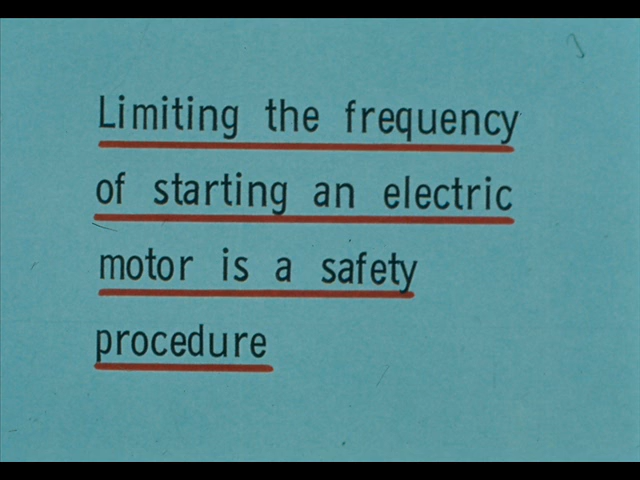 Limiting the frequency
of starting an electric
motor is a safety
procedure